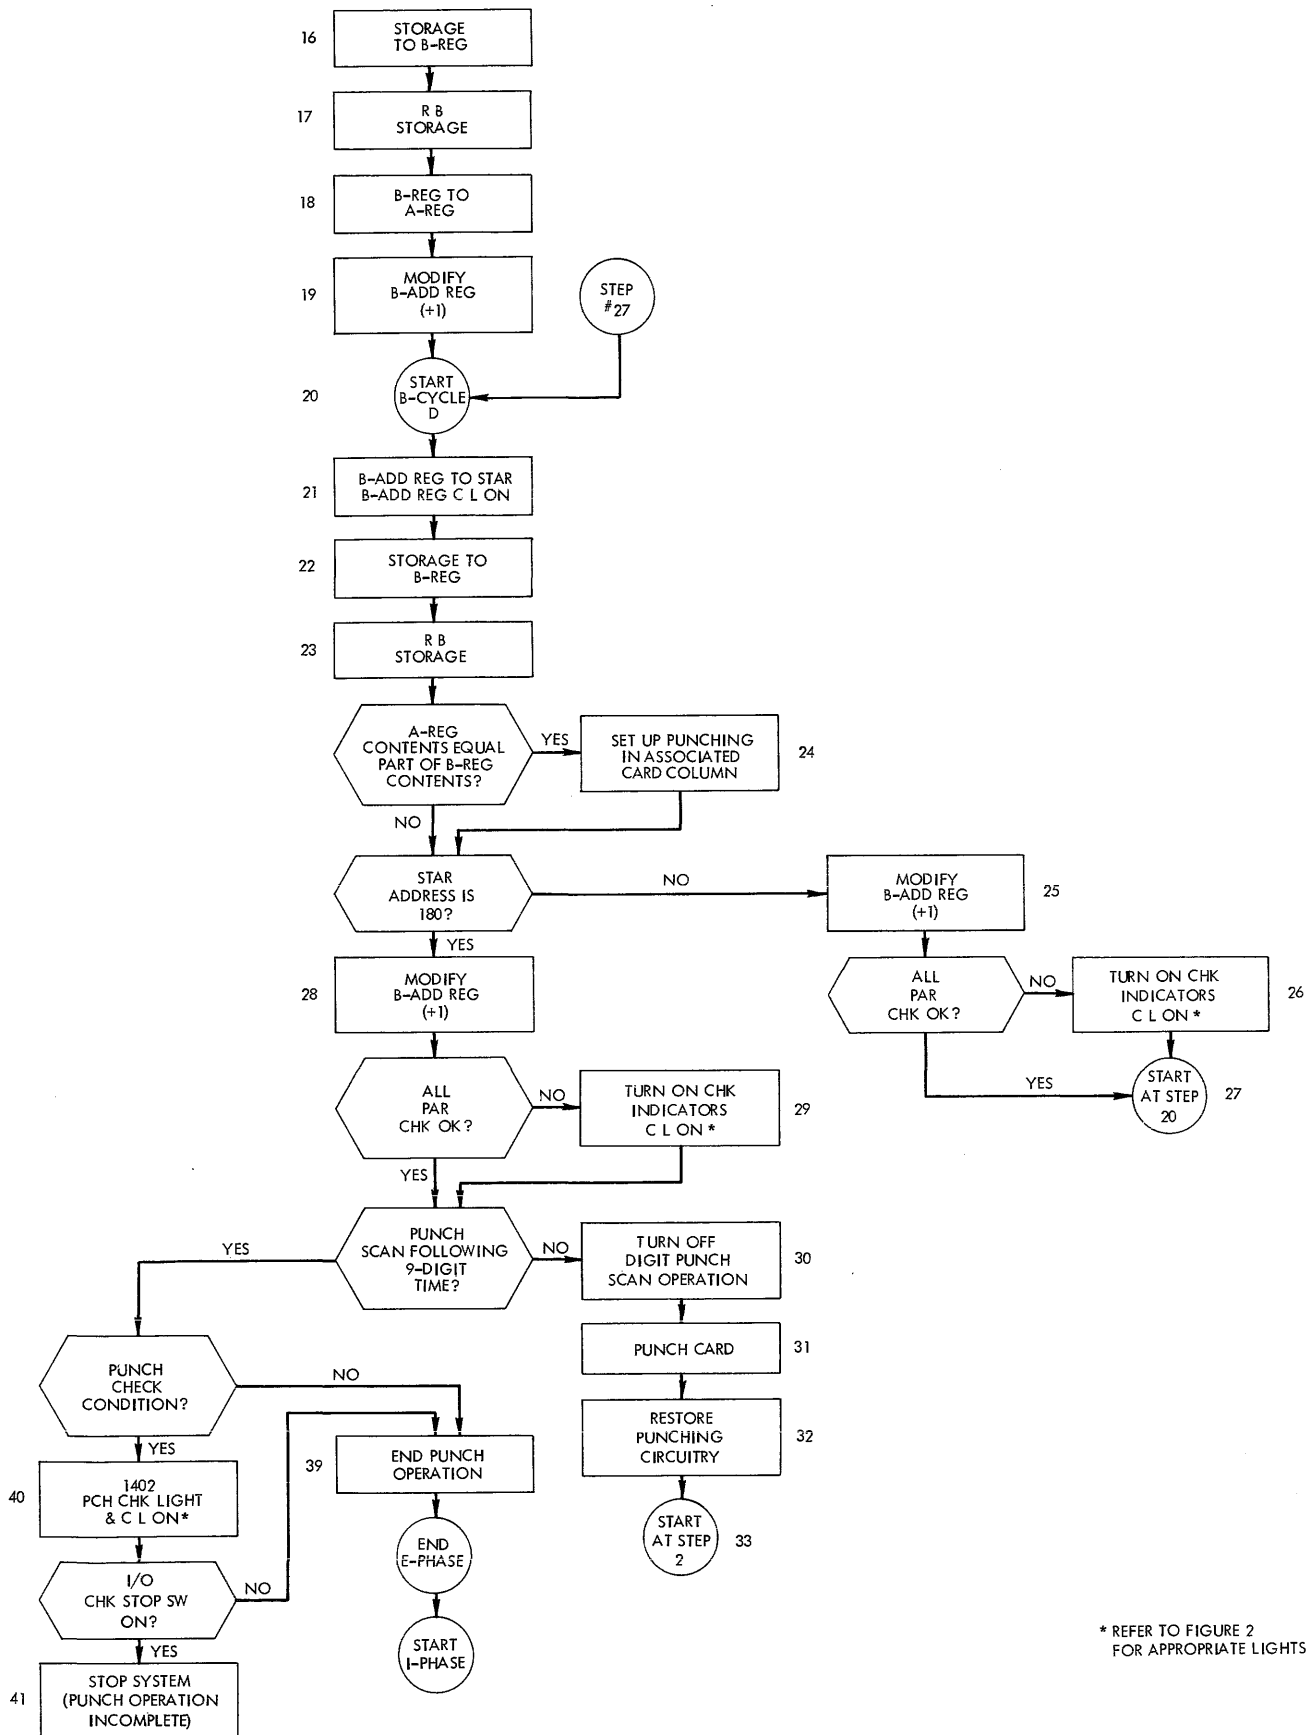 16
STORAGE
TO B-REG
17
R B
STORAGE
18
B-REG TO
A-REG
19
MODIFY
B-ADD REG
(+1)
STEP
#27
20
START
B-CYCLE
D
21
B-ADD REG TO STAR
B-ADD REG C L ON
22
STORAGE TO
B-REG
23
R B
STORAGE
A-REG
CONTENTS EQUAL
PART OF B-REG
CONTENTS?
YES
SET UP PUNCHING
IN ASSOCIATED
CARD COLUMN
24
NO
STAR
ADDRESS IS
180?
NO
MODIFY
B-ADD REG
(+1)
25
YES
28
MODIFY
B-ADD REG
(+1)
ALL
PAR
CHK OK?
NO
TURN ON CHK
INDICATORS
C L ON *
26
YES
START
AT STEP
20
27
ALL
PAR
CHK OK?
NO
TURN ON CHK
INDICATORS
C L ON *
29
YES
PUNCH
SCAN FOLLOWING
9-DIGIT
TIME?
YES
NO
TURN OFF
DIGIT PUNCH
SCAN OPERATION
30
PUNCH CARD
31
RESTORE
PUNCHING
CIRCUITRY
32
START
AT STEP
2
33
PUNCH
CHECK
CONDITION?
NO
YES
39
END PUNCH
OPERATION
40
1402
PCH CHK LIGHT
& C L ON*
END
E-PHASE
START
I-PHASE
I/O
CHK STOP SW
ON?
NO
YES
41
STOP SYSTEM
(PUNCH OPERATION
INCOMPLETE)
* REFER TO FIGURE 2
FOR APPROPRIATE LIGHTS